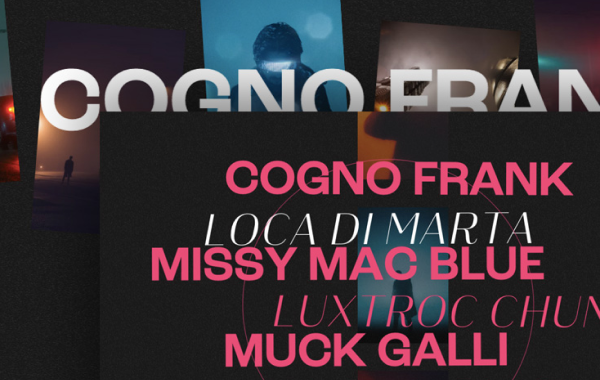 COGNO FRAN
COGNO FRANK
LOCA DI MARTA
MISSY MAC BLUE
LUXTROC CHUN
MUCK GALLI